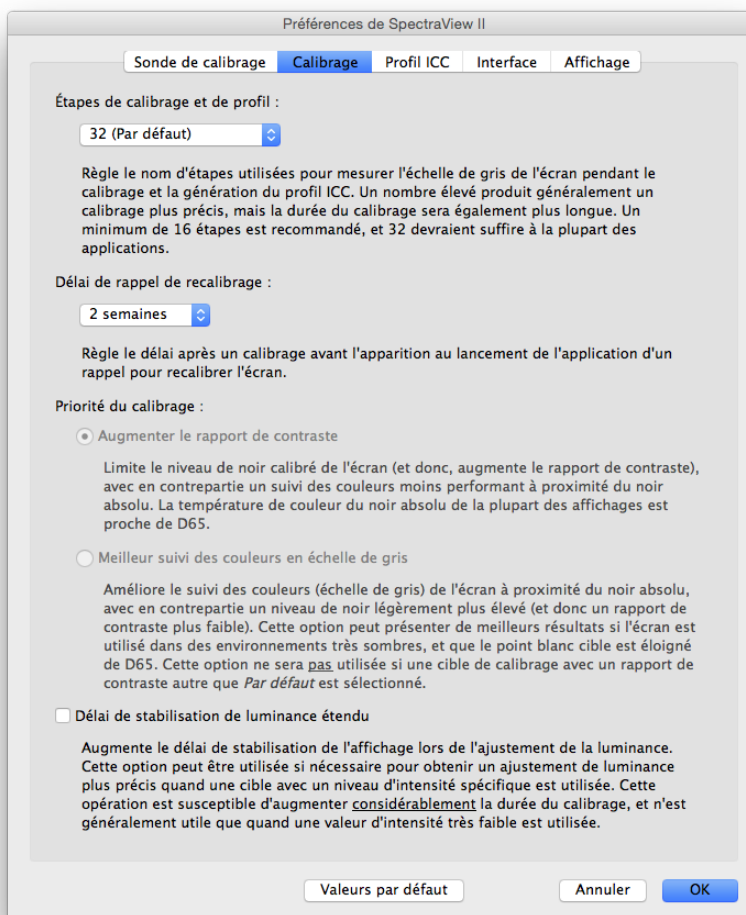 Préférences de SpectraView II
Sonde de calibrage Calibrage Profil ICC Interface Affichage
Étapes de calibrage et de profil :
32 (Par défaut)
Règle le nom d'étapes utilisées pour mesurer l'échelle de gris de l'écran pendant le
calibrage et la génération du profil ICC. Un nombre élevé produit généralement un
calibrage plus précis, mais la durée du calibrage sera également plus longue. Un
minimum de 16 étapes est recommandé, et 32 devraient suffire à la plupart des
applications.
Délai de rappel de recalibrage :
2 semaines
Règle le délai après un calibrage avant l'apparition au lancement de l'application d'un
rappel pour recalibrer l'écran.
Priorité du calibrage :
Augmenter le rapport de contraste
Limite le niveau de noir calibré de l'écran (et donc, augmente le rapport de contraste),
avec en contrepartie un suivi des couleurs moins performant à proximité du noir
absolu. La température de couleur du noir absolu de la plupart des affichages est
proche de D65.
Meilleur suivi des couleurs en échelle de gris
Améliore le suivi des couleurs (échelle de gris) de l'écran à proximité du noir absolu,
avec en contrepartie un niveau de noir légèrement plus élevé (et donc un rapport de
contraste plus faible). Cette option peut présenter de meilleurs résultats si l'écran est
utilisé dans des environnements très sombres, et que le point blanc cible est éloigné
de D65. Cette option ne sera pas utilisée si une cible de calibrage avec un rapport de
contraste autre que Par défaut est sélectionné.
Délai de stabilisation de luminance étendu
Augmente le délai de stabilisation de l'affichage lors de l'ajustement de la luminance.
Cette option peut être utilisée si nécessaire pour obtenir un ajustement de luminance
plus précis quand une cible avec un niveau d'intensité spécifique est utilisée. Cette
opération est susceptible d'augmenter considérablement la durée du calibrage, et n'est
généralement utile que quand une valeur d'intensité très faible est utilisée.
Valeurs par défaut Annuler OK